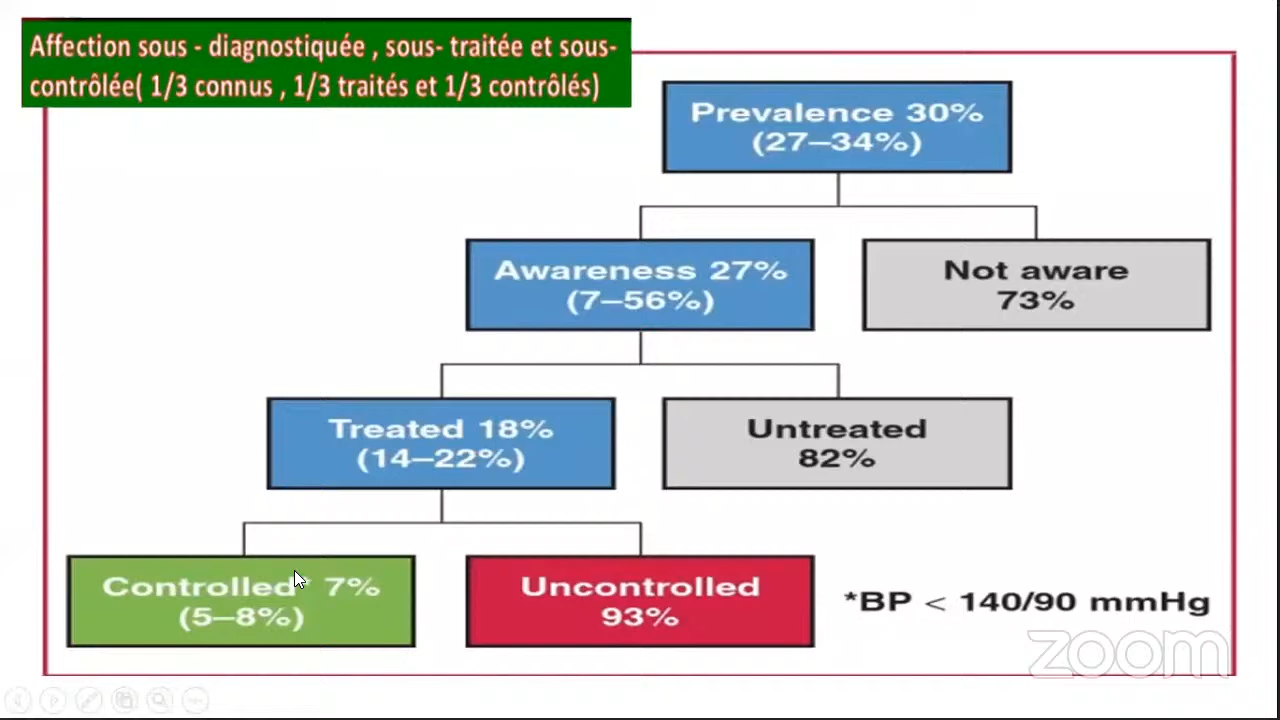 Affection sous - diagnostiquée , sous- traitée et sous-
contrôlée( 1/3 connus , 1/3 traités et 1/3 contrôlés)
Prevalence 30%
(27–34%)
Awareness 27%
(7–56%)
Not aware
73%
Treated 18%
(14–22%)
Untreated
82%
Controlled* 7%
(5–8%)
Uncontrolled
93%
*BP < 140/90 mmHg
zoom